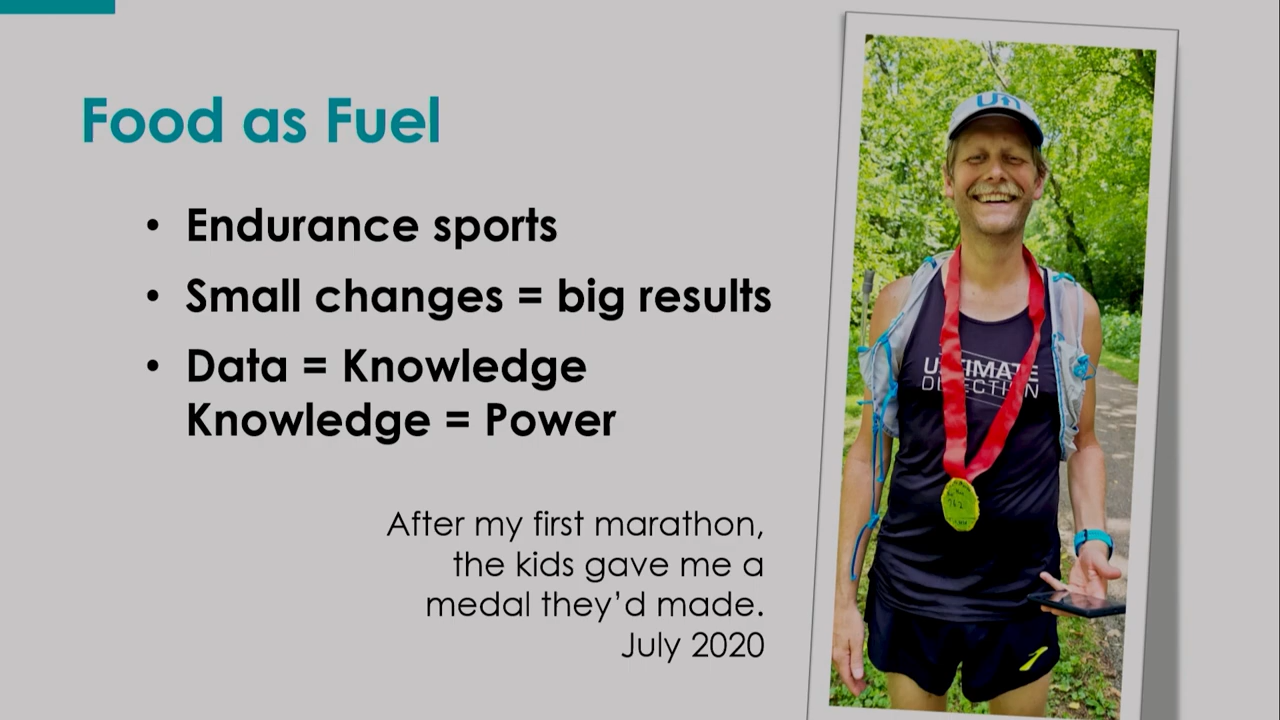 Food as Fuel
• Endurance sports
• Small changes = big results
• Data = Knowledge
Knowledge = Power
After my first marathon,
the kids gave me a
medal they'd made.
July 2020
ULTIMATE
DIRECTION